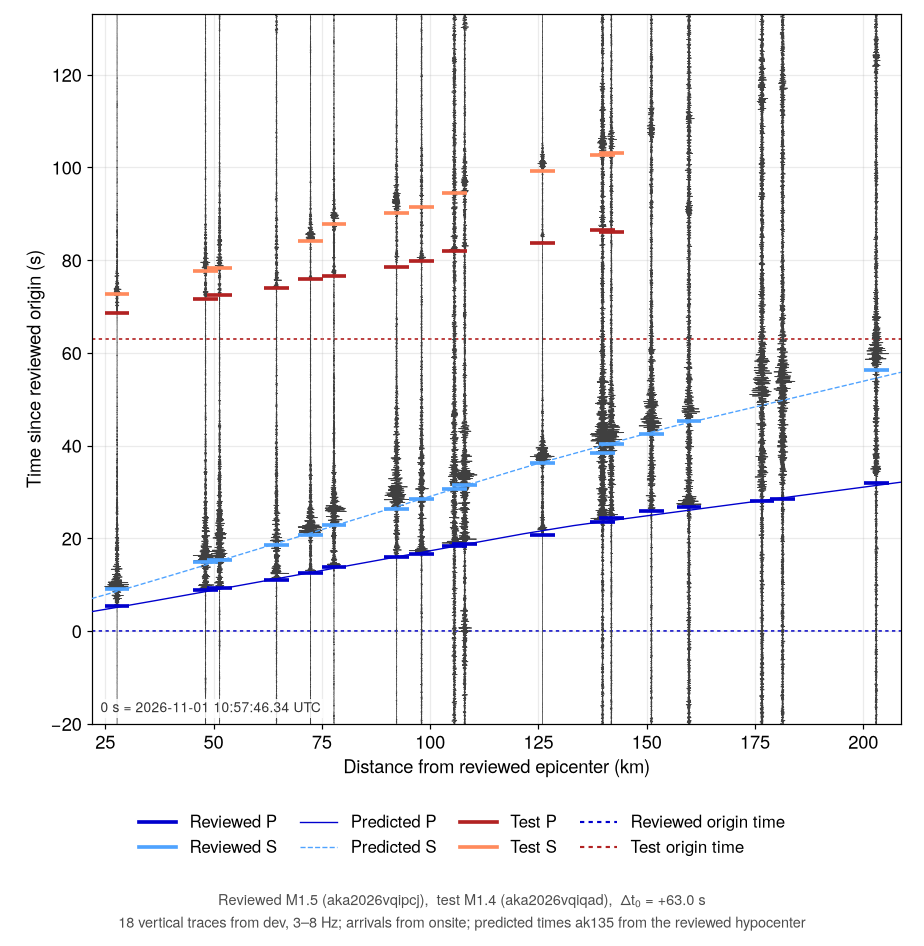 120
100
80
60
40
20
0
−20
Time since reviewed origin (s)
0 s = 2026-11-01 10:57:46.34 UTC
25 50 75 100 125 150 175 200
Distance from reviewed epicenter (km)
Reviewed P Predicted P Test P Reviewed origin time
Reviewed S Predicted S Test S Test origin time
Reviewed M1.5 (aka2026vqipcj), test M1.4 (aka2026vqiqad), Δt₀ = +63.0 s
18 vertical traces from dev, 3–8 Hz; arrivals from onsite; predicted times ak135 from the reviewed hypocenter